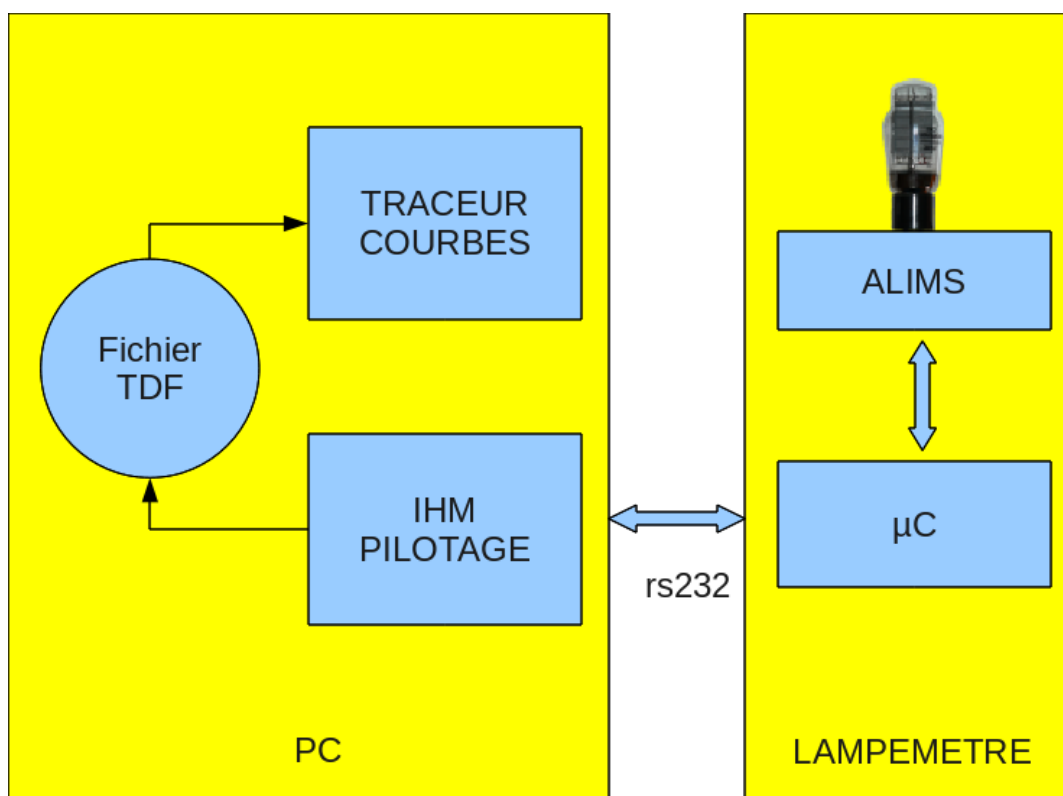 TRACEUR
COURBES
Fichier
TDF
IHM
PILOTAGE
PC
rs232
ALIMS
µC
LAMPEMETRE